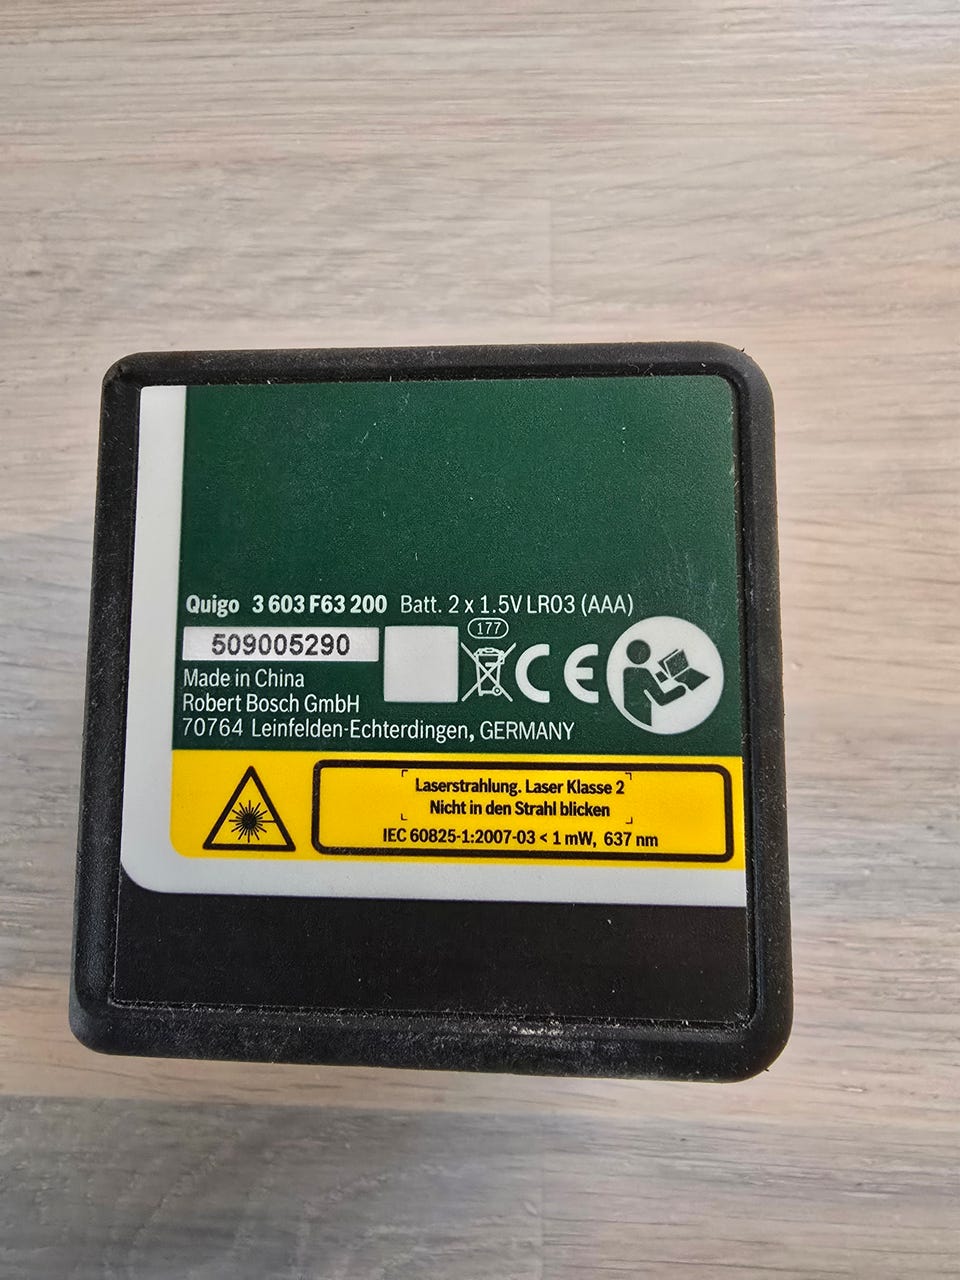 Quigo 3 603 F63 200 Batt. 2 x 1.5V LR03 (AAA)
177
509005290
CE
Made in China
Robert Bosch GmbH
70764 Leinfelden-Echterdingen, GERMANY
Laserstrahlung. Laser Klasse 2
Nicht in den Strahl blicken
IEC 60825-1:2007-03 < 1 mW, 637 nm